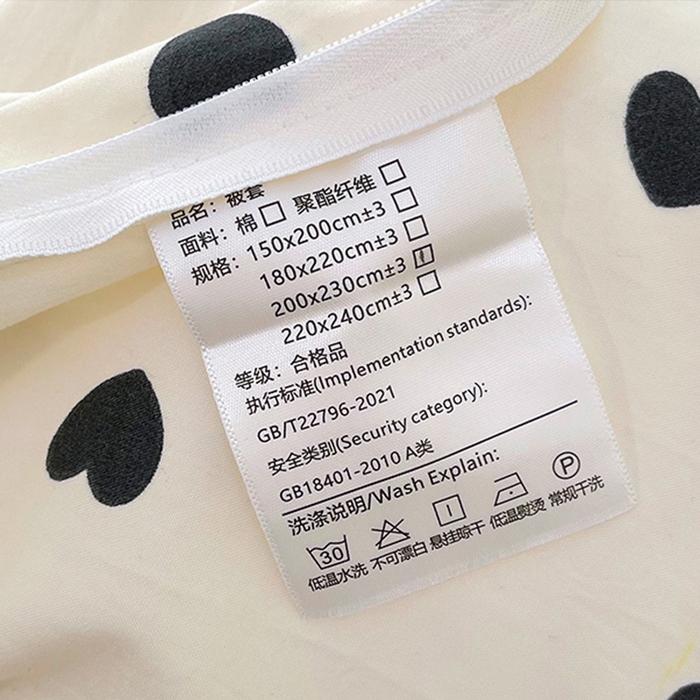 品名：被套
面料：棉□ 聚酯纤维□
规格：150x200cm±3□
180x220cm±3□
200x230cm±3☑
220x240cm±3□
等级：合格品
执行标准(Implementation standards):
GB/T22796-2021
安全类别(Security category):
GB18401-2010 A类
洗涤说明/Wash Explain:
30 P
低温水洗 不可漂白 悬挂晾干 低温熨烫 常规干洗